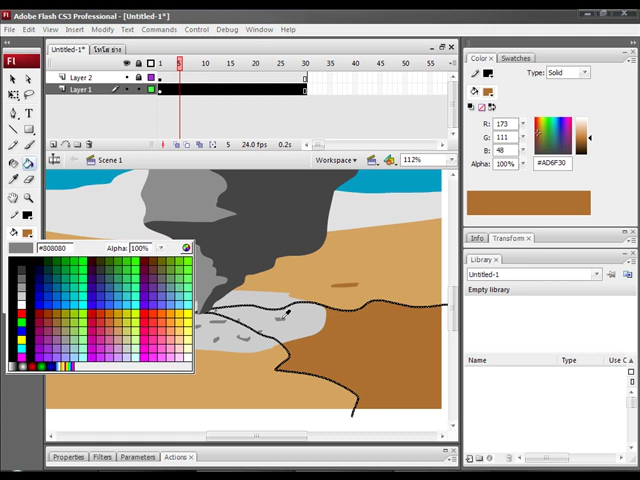 Adobe Flash CS3 Professional - [Untitled-1*]
File Edit View Insert Modify Text Commands Control Debug Window Help
Untitled-1*
Layer 2
Layer 1
1 5 10 15 20 25 30 35 40 45 50 55
5 24.0 fps 0.2s
Scene 1
Workspace
112%
#808080
Alpha: 100%
Properties Filters Parameters Actions ×
Color × Swatches
Type: Solid
R: 173
G: 111
B: 48
Alpha: 100%
#AD6F30
Info Transform ×
Library ×
Untitled-1
Empty library
Name Type Use C
Fl